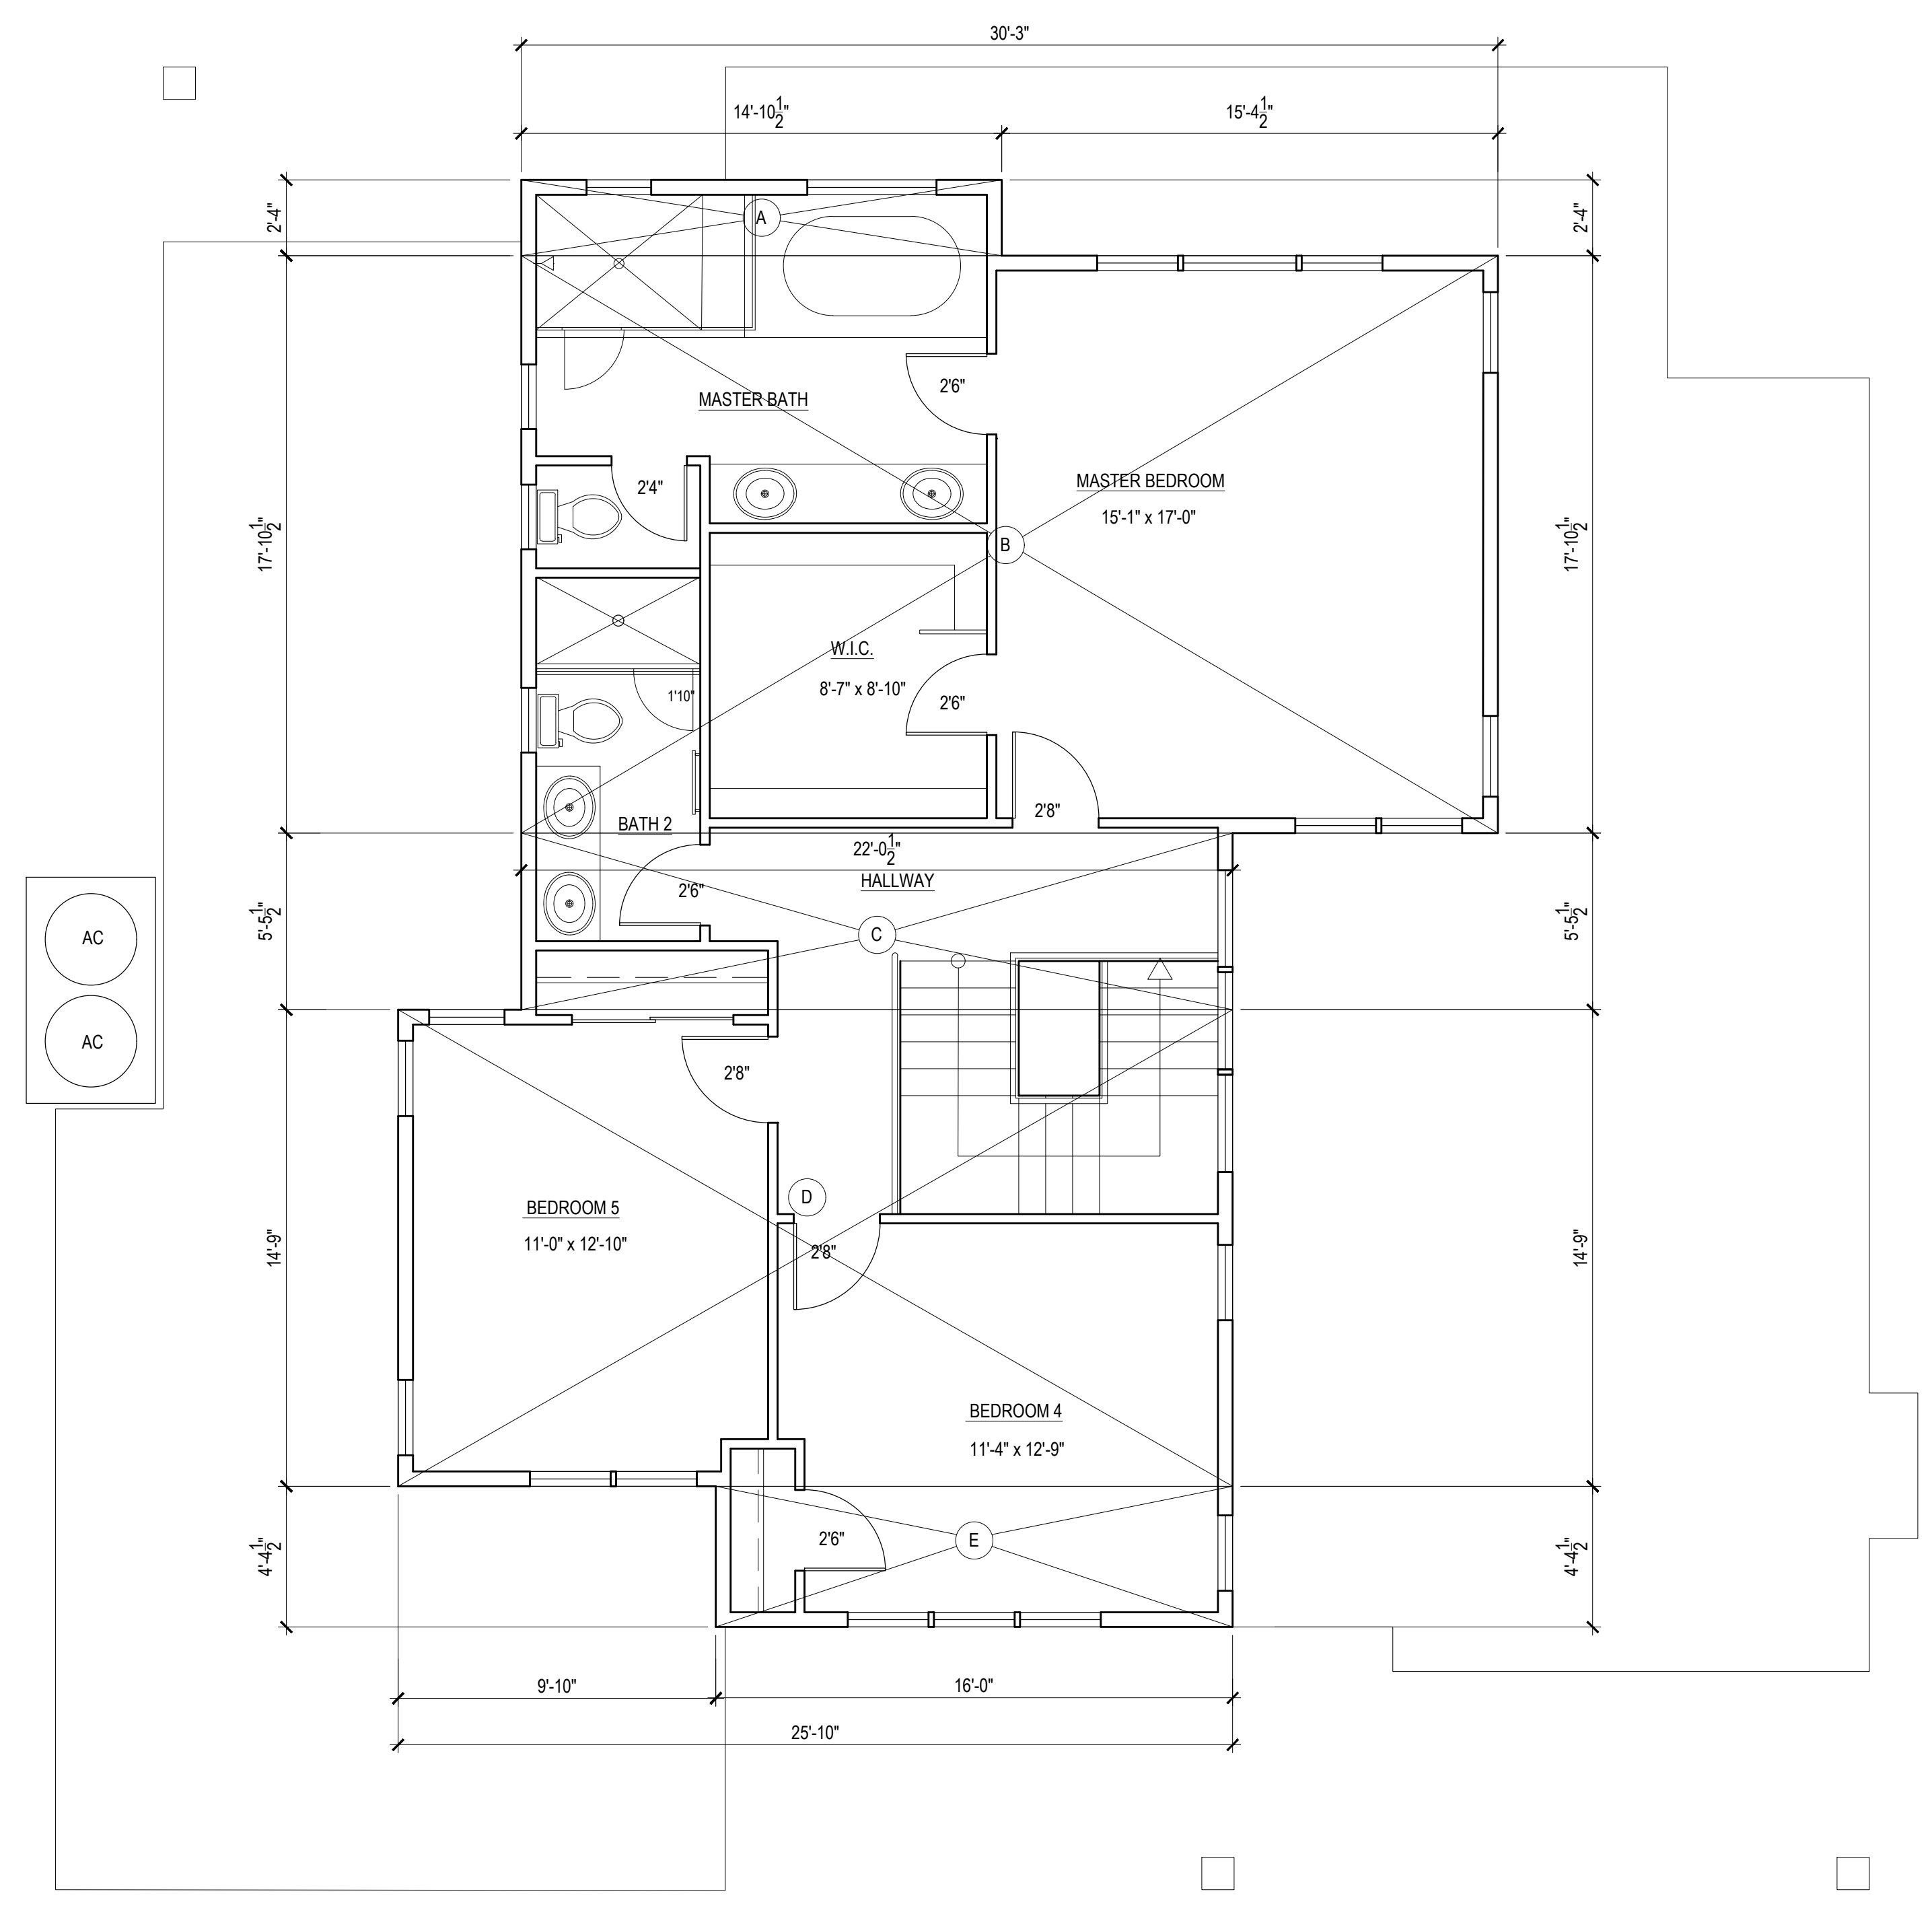 30'-3"
14'-10 1/2"
15'-4 1/2"
2'-4"
A
2'-4"
2'6"
MASTER BATH
MASTER BEDROOM
2'4"
15'-1" x 17'-0"
17'-10 1/2"
B
17'-10 1/2"
W.I.C.
8'-7" x 8'-10"
1'10"
2'6"
2'8"
BATH 2
22'-0 1/2"
HALLWAY
2'6"
5'-5 1/2"
C
5'-5 1/2"
AC
AC
2'8"
D
BEDROOM 5
11'-0" x 12'-10"
2'8"
14'-9"
14'-9"
BEDROOM 4
11'-4" x 12'-9"
2'6"
E
4'-4 1/2"
4'-4 1/2"
9'-10"
16'-0"
25'-10"